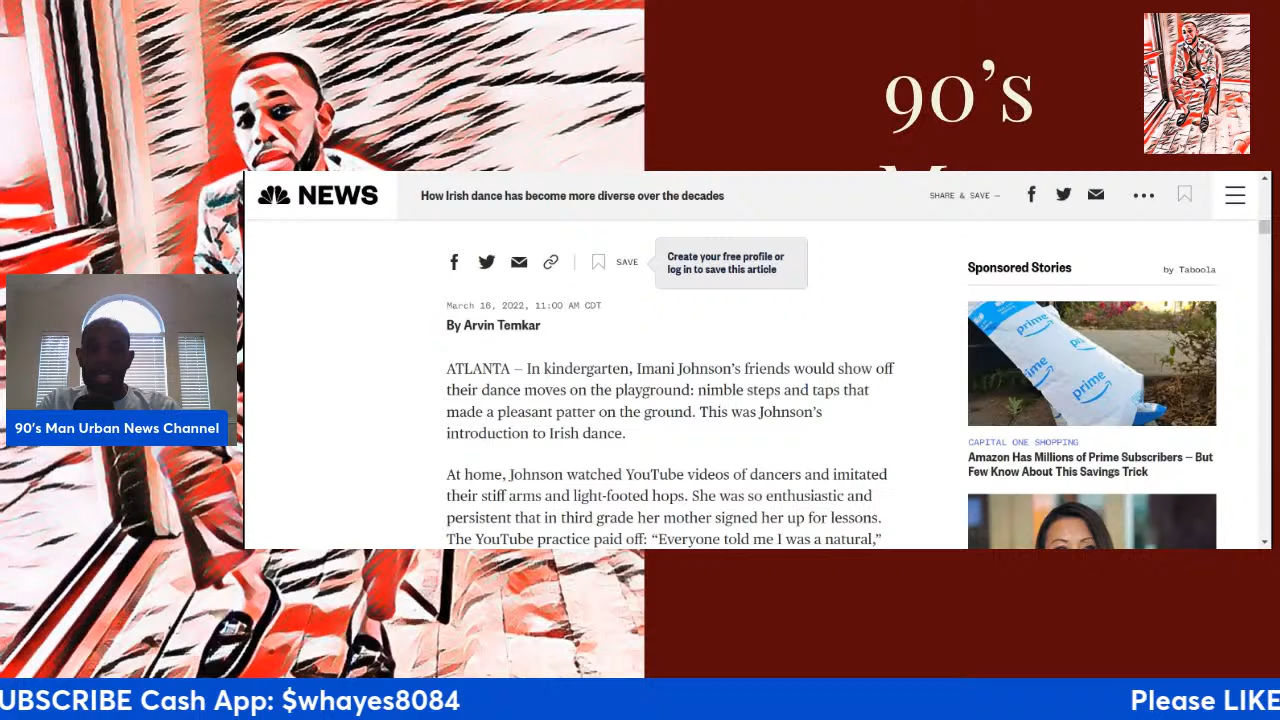 90's
NEWS
How Irish dance has become more diverse over the decades
SHARE & SAVE —
SAVE
Create your free profile or
log in to save this article
March 16, 2022, 11:00 AM CDT
By Arvin Temkar
ATLANTA — In kindergarten, Imani Johnson's friends would show off
their dance moves on the playground: nimble steps and taps that
made a pleasant patter on the ground. This was Johnson's
introduction to Irish dance.
At home, Johnson watched YouTube videos of dancers and imitated
their stiff arms and light-footed hops. She was so enthusiastic and
persistent that in third grade her mother signed her up for lessons.
The YouTube practice paid off: “Everyone told me I was a natural,”
Sponsored Stories
by Taboola
prime
prime
prime
prime
CAPITAL ONE SHOPPING
Amazon Has Millions of Prime Subscribers — But
Few Know About This Savings Trick
90's Man Urban News Channel
UBSCRIBE Cash App: $whayes8084
Please LIKE